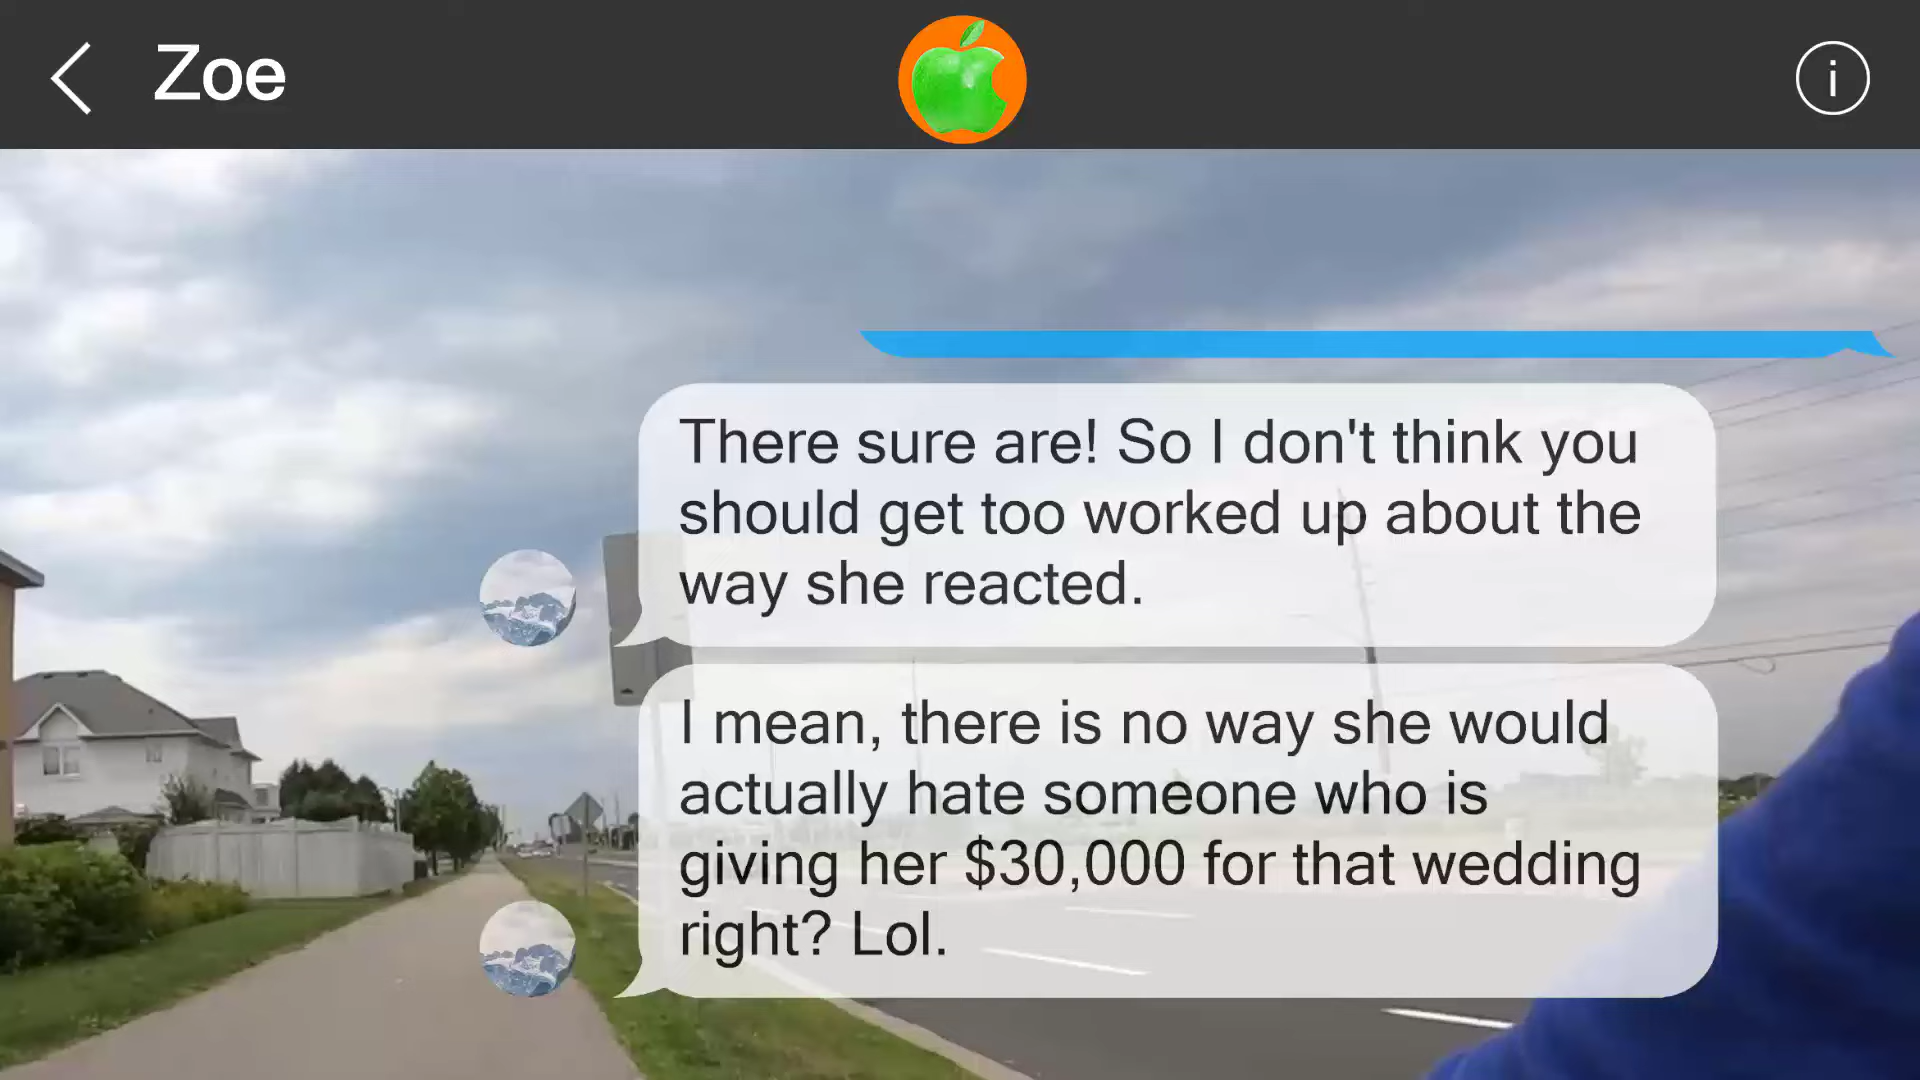 Zoe
i
There sure are! So I don't think you
should get too worked up about the
way she reacted.
I mean, there is no way she would
actually hate someone who is
giving her $30,000 for that wedding
right? Lol.